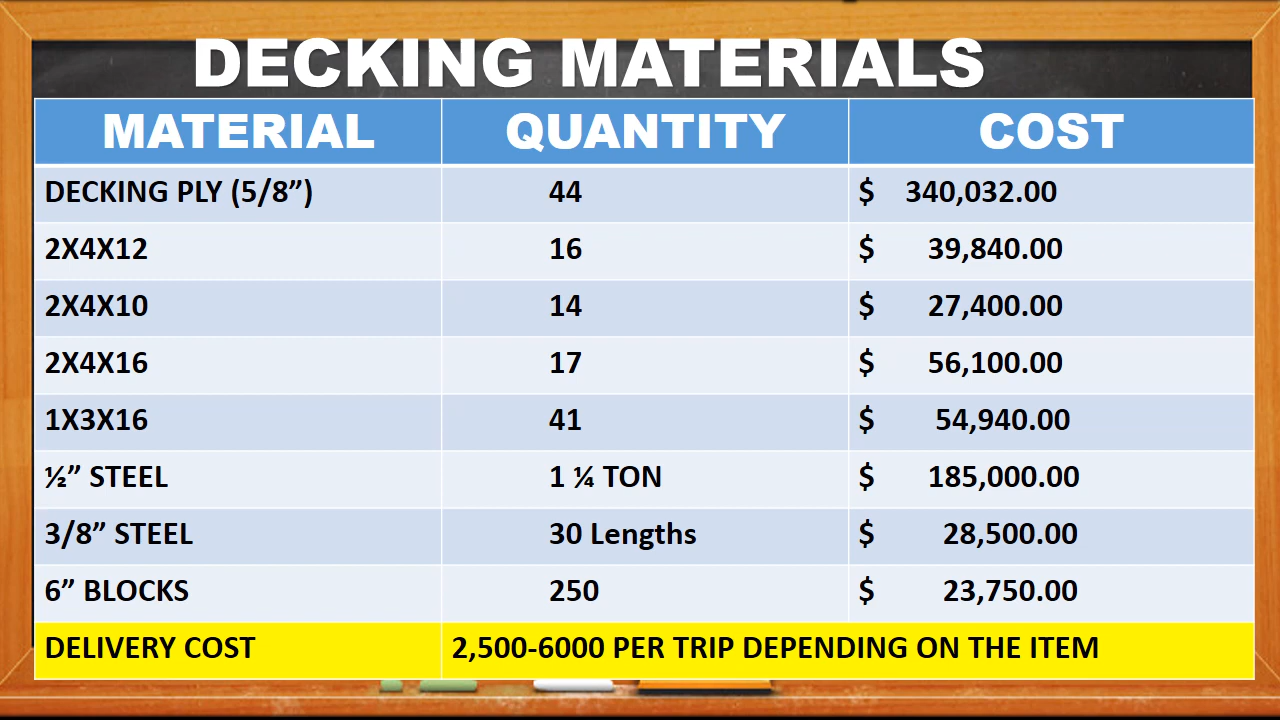 DECKING MATERIALS
MATERIAL QUANTITY COST
DECKING PLY (5/8”) 44 $ 340,032.00
2X4X12 16 $ 39,840.00
2X4X10 14 $ 27,400.00
2X4X16 17 $ 56,100.00
1X3X16 41 $ 54,940.00
½” STEEL 1 ¼ TON $ 185,000.00
3/8” STEEL 30 Lengths $ 28,500.00
6” BLOCKS 250 $ 23,750.00
DELIVERY COST 2,500-6000 PER TRIP DEPENDING ON THE ITEM